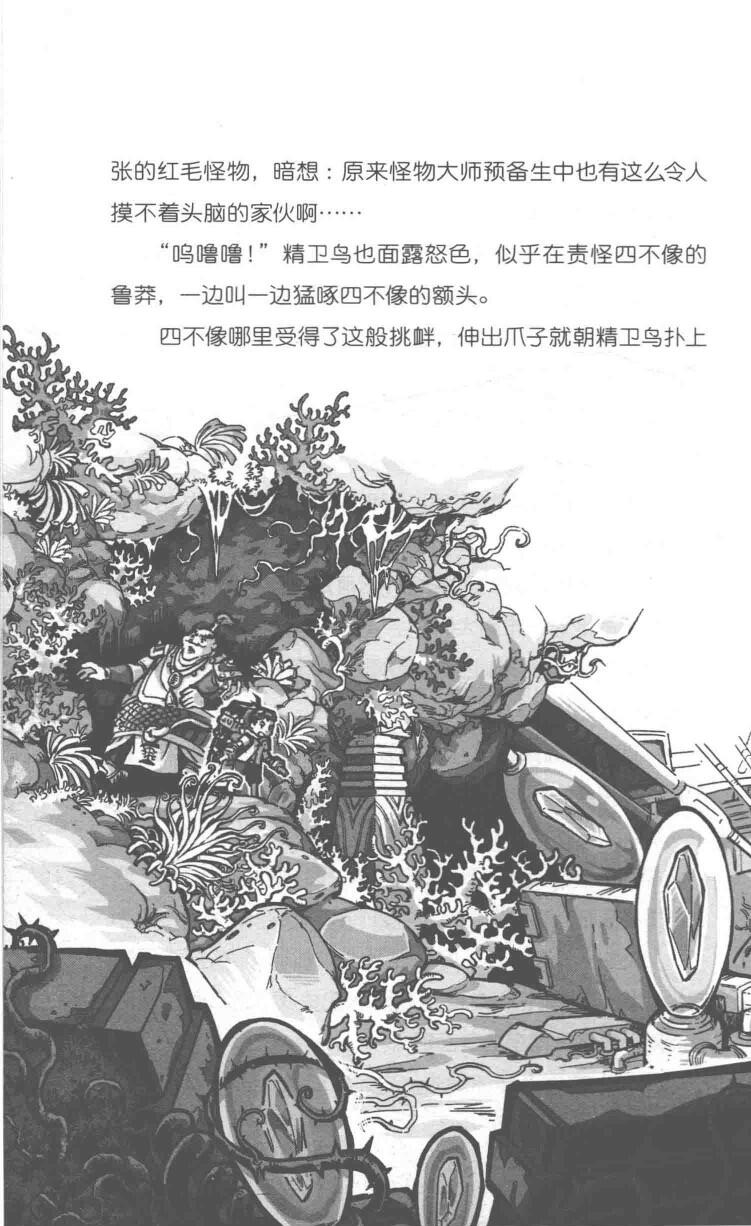 张的红毛怪物，暗想：原来怪物大师预备生中也有这么令人
摸不着头脑的家伙啊……
“呜噜噜！”精卫鸟也面露怒色，似乎在责怪四不像的
鲁莽，一边叫一边猛啄四不像的额头。
四不像哪里受得了这般挑衅，伸出爪子就朝精卫鸟扑上